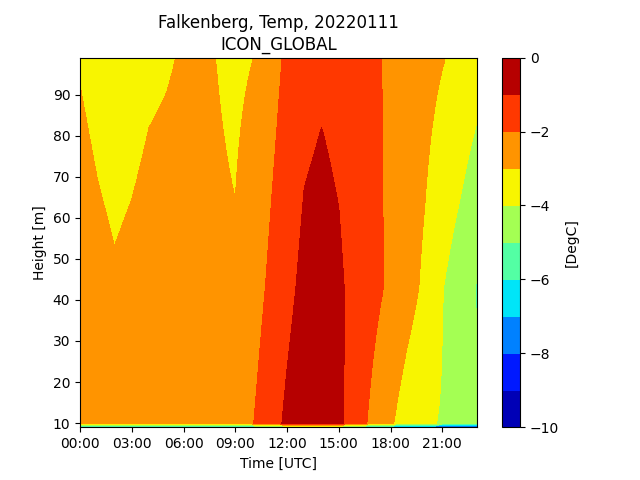 Falkenberg, Temp, 20220111
ICON_GLOBAL
Height [m]
90
80
70
60
50
40
30
20
10
00:00 03:00 06:00 09:00 12:00 15:00 18:00 21:00
Time [UTC]
0
−2
−4
−6
−8
−10
[DegC]